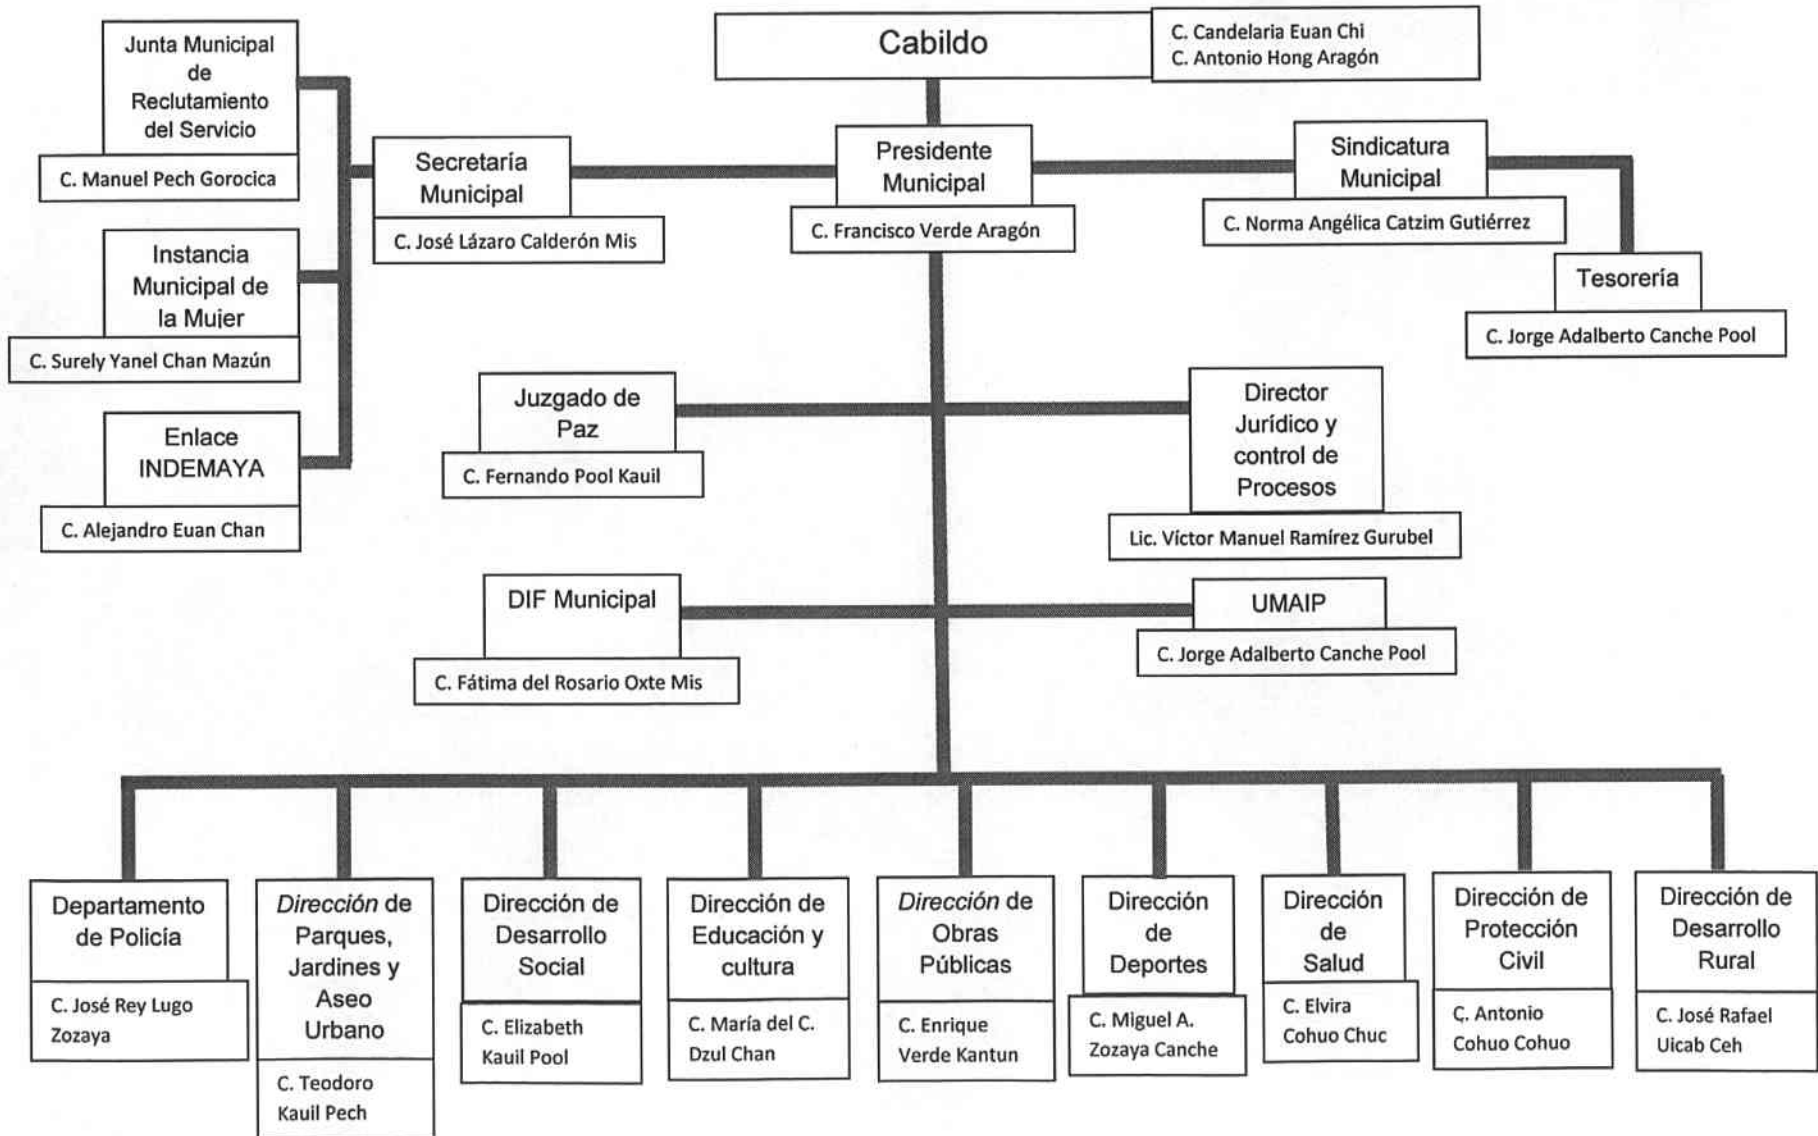 Cabildo
C. Candelaria Euan Chi
C. Antonio Hong Aragón
Junta Municipal
de
Reclutamiento
del Servicio
C. Manuel Pech Gorocica
Secretaría
Municipal
C. José Lázaro Calderón Mis
Presidente
Municipal
C. Francisco Verde Aragón
Sindicatura
Municipal
C. Norma Angélica Catzim Gutiérrez
Tesorería
C. Jorge Adalberto Canche Pool
Instancia
Municipal de
la Mujer
C. Surely Yanel Chan Mazún
Enlace
INDEMAYA
C. Alejandro Euan Chan
Juzgado de
Paz
C. Fernando Pool Kauil
Director
Jurídico y
control de
Procesos
Lic. Víctor Manuel Ramírez Gurubel
DIF Municipal
C. Fátima del Rosario Oxte Mis
UMAIP
C. Jorge Adalberto Canche Pool
Departamento
de Policía
C. José Rey Lugo
Zozaya
Dirección de
Parques,
Jardines y
Aseo
Urbano
C. Teodoro
Kauil Pech
Dirección de
Desarrollo
Social
C. Elizabeth
Kauil Pool
Dirección de
Educación y
cultura
C. María del C.
Dzul Chan
Dirección de
Obras
Públicas
C. Enrique
Verde Kantun
Dirección
de
Deportes
C. Miguel A.
Zozaya Canche
Dirección
de
Salud
C. Elvira
Cohuo Chuc
Dirección de
Protección
Civil
C. Antonio
Cohuo Cohuo
Dirección de
Desarrollo
Rural
C. José Rafael
Uicab Ceh